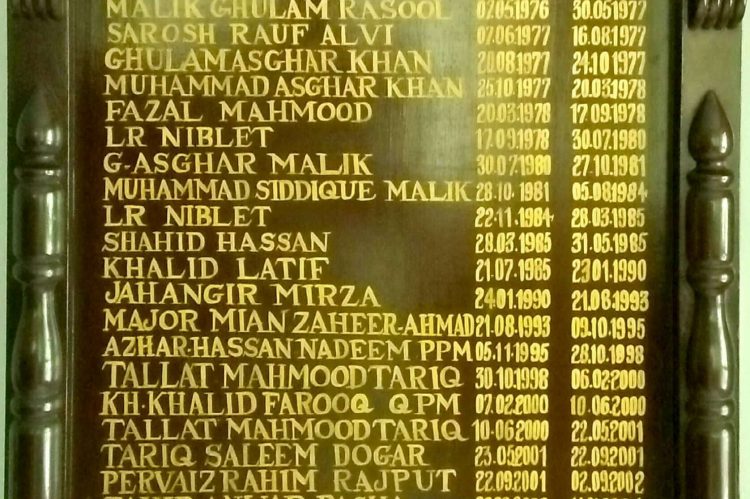 MALIK GHULAM RASOOL 02.05.1976 30.05.1977
SAROSH RAUF ALVI 07.06.1977 16.08.1977
GHULAM ASGHAR KHAN 20.08.1977 24.10.1977
MUHAMMAD ASGHAR KHAN 25.10.1977 20.03.1978
FAZAL MAHMOOD 20.03.1978 17.09.1978
LR NIBLET 17.09.1978 30.07.1980
G-ASGHAR MALIK 30.07.1980 27.10.1981
MUHAMMAD SIDDIQUE MALIK 28.10.1981 05.08.1984
LR NIBLET 22.11.1984 28.03.1985
SHAHID HASSAN 28.03.1985 31.05.1985
KHALID LATIF 21.07.1985 23.01.1990
JAHANGIR MIRZA 24.01.1990 21.08.1993
MAJOR MIAN ZAHEER-AHMAD 21.08.1993 09.10.1995
AZHAR-HASSAN NADEEM PPM 05.11.1995 28.10.1998
TALLAT MAHMOOD TARIQ 30.10.1998 06.02.2000
KH·KHALID FAROOQ QPM 07.02.2000 10.06.2000
TALLAT MAHMOOD TARIQ 10.06.2000 22.05.2001
TARIQ SALEEM DOGAR 23.05.2001 22.09.2001
PERVAIZ RAHIM RAJPUT 22.09.2001 02.09.2002